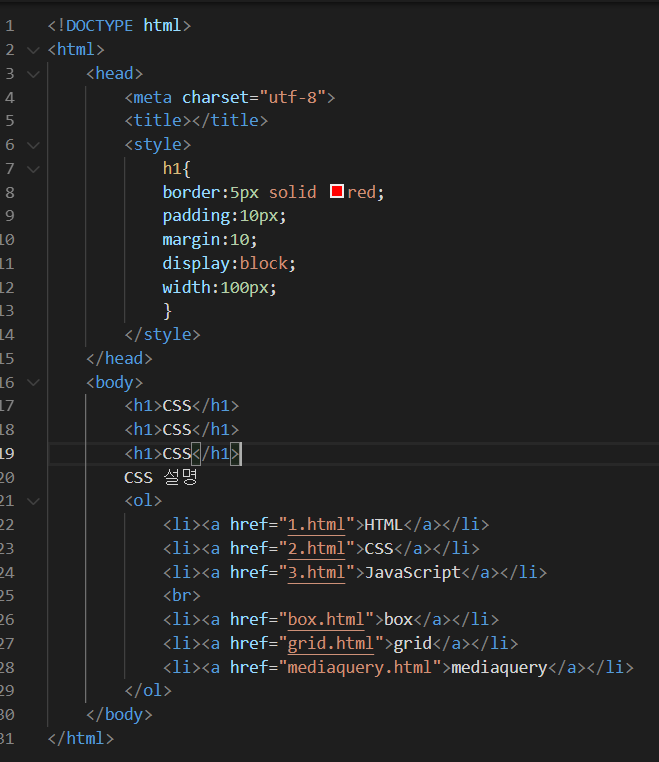 1 <!DOCTYPE html>
2 <html>
3 <head>
4 <meta charset="utf-8">
5 <title></title>
6 <style>
7 h1{
8 border:5px solid red;
9 padding:10px;
10 margin:10;
11 display:block;
12 width:100px;
13 }
14 </style>
15 </head>
16 <body>
17 <h1>CSS</h1>
18 <h1>CSS</h1>
19 <h1>CSS</h1>
20 CSS 설명
21 <ol>
22 <li><a href="1.html">HTML</a></li>
23 <li><a href="2.html">CSS</a></li>
24 <li><a href="3.html">JavaScript</a></li>
25 <br>
26 <li><a href="box.html">box</a></li>
27 <li><a href="grid.html">grid</a></li>
28 <li><a href="mediaquery.html">mediaquery</a></li>
29 </ol>
30 </body>
31 </html>